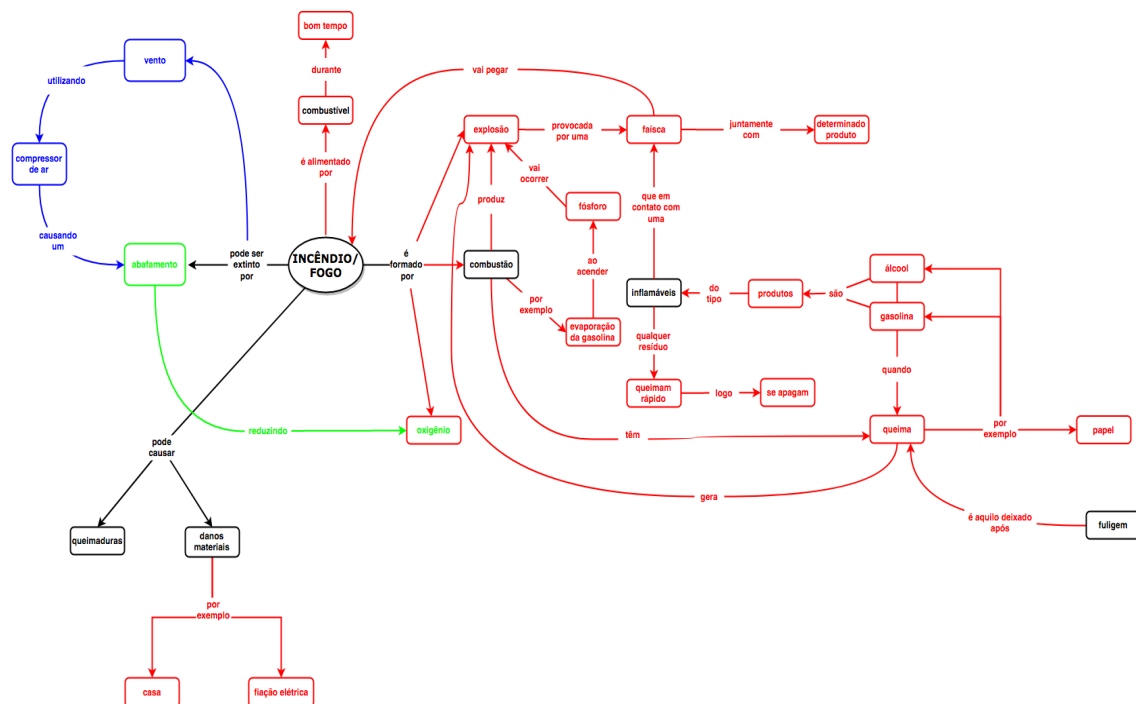 bom tempo
durante
combustível
é alimentado
por
vento
utilizando
compressor
de ar
causando
um
abafamento
pode ser
extinto
por
INCÊNDIO/
FOGO
vai pegar
explosão
provocada
por uma
faísca
juntamente
com
determinado
produto
vai
ocorrer
produz
fósforo
que em
contato com
uma
é
formado
por
combustão
ao
acender
por
exemplo
evaporação
da gasolina
inflamáveis
do
tipo
produtos
são
álcool
gasolina
qualquer
resíduo
quando
queimam
rápido
logo
se apagam
reduzindo
oxigênio
têm
queima
por
exemplo
papel
pode
causar
gera
é aquilo deixado
após
fuligem
queimaduras
danos
materiais
por
exemplo
casa
fiação elétrica